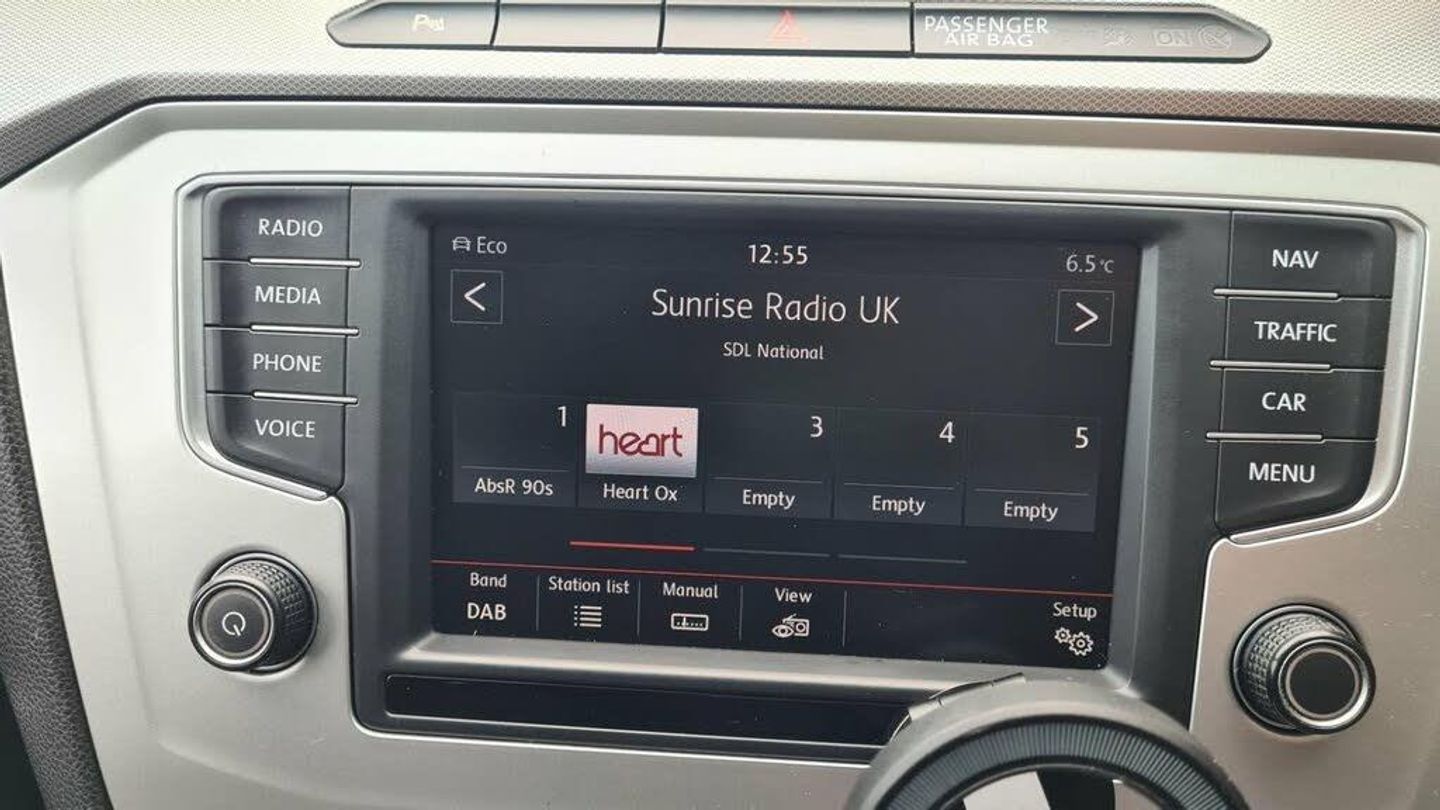 PASSENGER
AIR BAG
ON
RADIO
MEDIA
PHONE
VOICE
Eco
12:55
6.5°C
<
Sunrise Radio UK
>
SDL National
1
heart
3
4
5
AbsR 90s
Heart Ox
Empty
Empty
Empty
Band
DAB
Station list
Manual
View
Setup
NAV
TRAFFIC
CAR
MENU